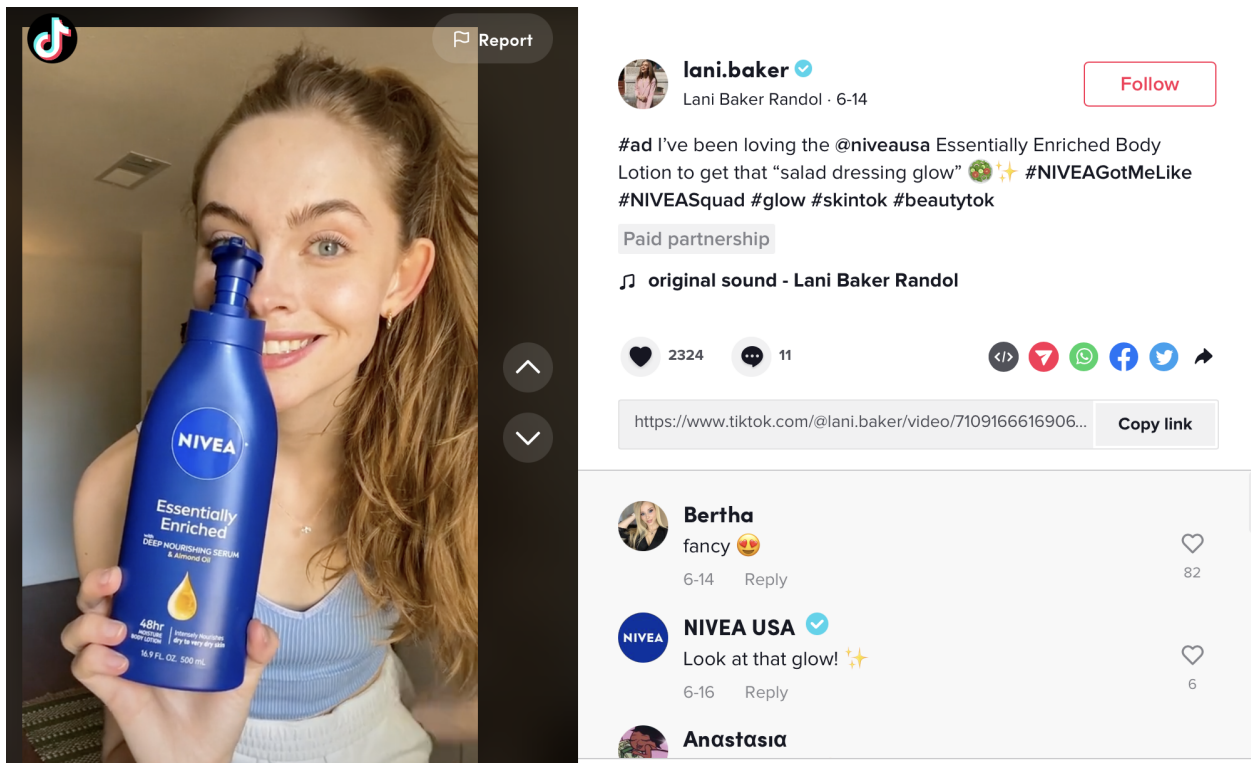 Report
NIVEA
Essentially
Enriched
with
DEEP NOURISHING SERUM
& Almond Oil
48hr
MOISTURE
BODY LOTION
Intensely Nourishes
dry to very dry skin
16.9 FL. OZ. 500 mL
lani.baker
Lani Baker Randol · 6-14
Follow
#ad I’ve been loving the @niveausa Essentially Enriched Body
Lotion to get that “salad dressing glow” 🥗✨ #NIVEAGotMeLike
#NIVEASquad #glow #skintok #beautytok
Paid partnership
original sound - Lani Baker Randol
2324
11
https://www.tiktok.com/@lani.baker/video/7109166616906...
Copy link
Bertha
fancy 😍
6-14 Reply
82
NIVEA
NIVEA USA
Look at that glow! ✨
6-16 Reply
6
Anαstαsıα